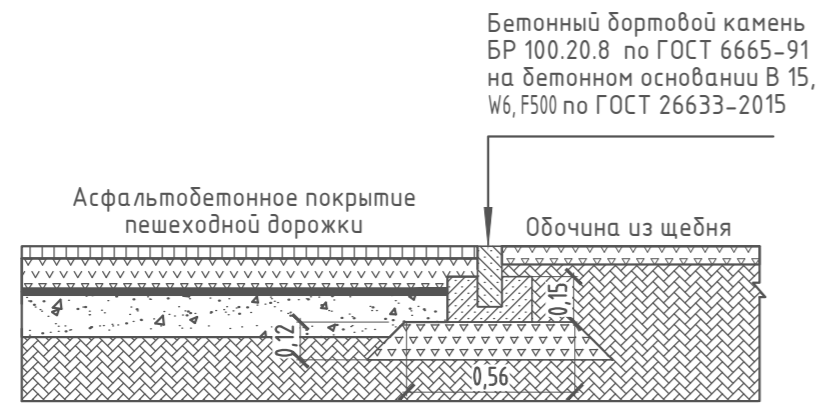 Бетонный бортовой камень
БР 100.20.8 по ГОСТ 6665-91
на бетонном основании В 15,
W6, F500 по ГОСТ 26633-2015
Асфальтобетонное покрытие
пешеходной дорожки
Обочина из щебня
0,15
0,12
0,56